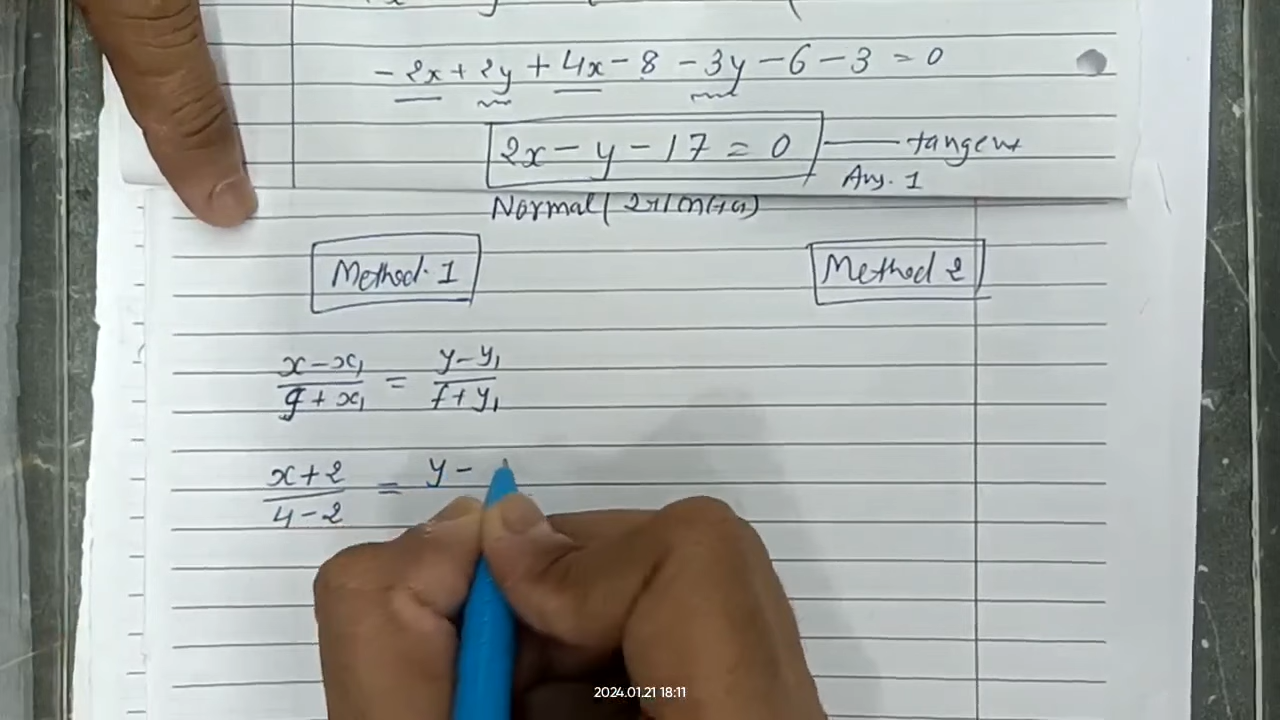 - 2x + 2y + 4x - 8 - 3y - 6 - 3 = 0
2x - y - 17 = 0 —— tangent
Ans. 1
Normal(
Method. 1
Method 2
x - x₁ / g + x₁ = y - y₁ / f + y₁
x + 2 / 4 - 2 = y -
2024.01.21 18:11